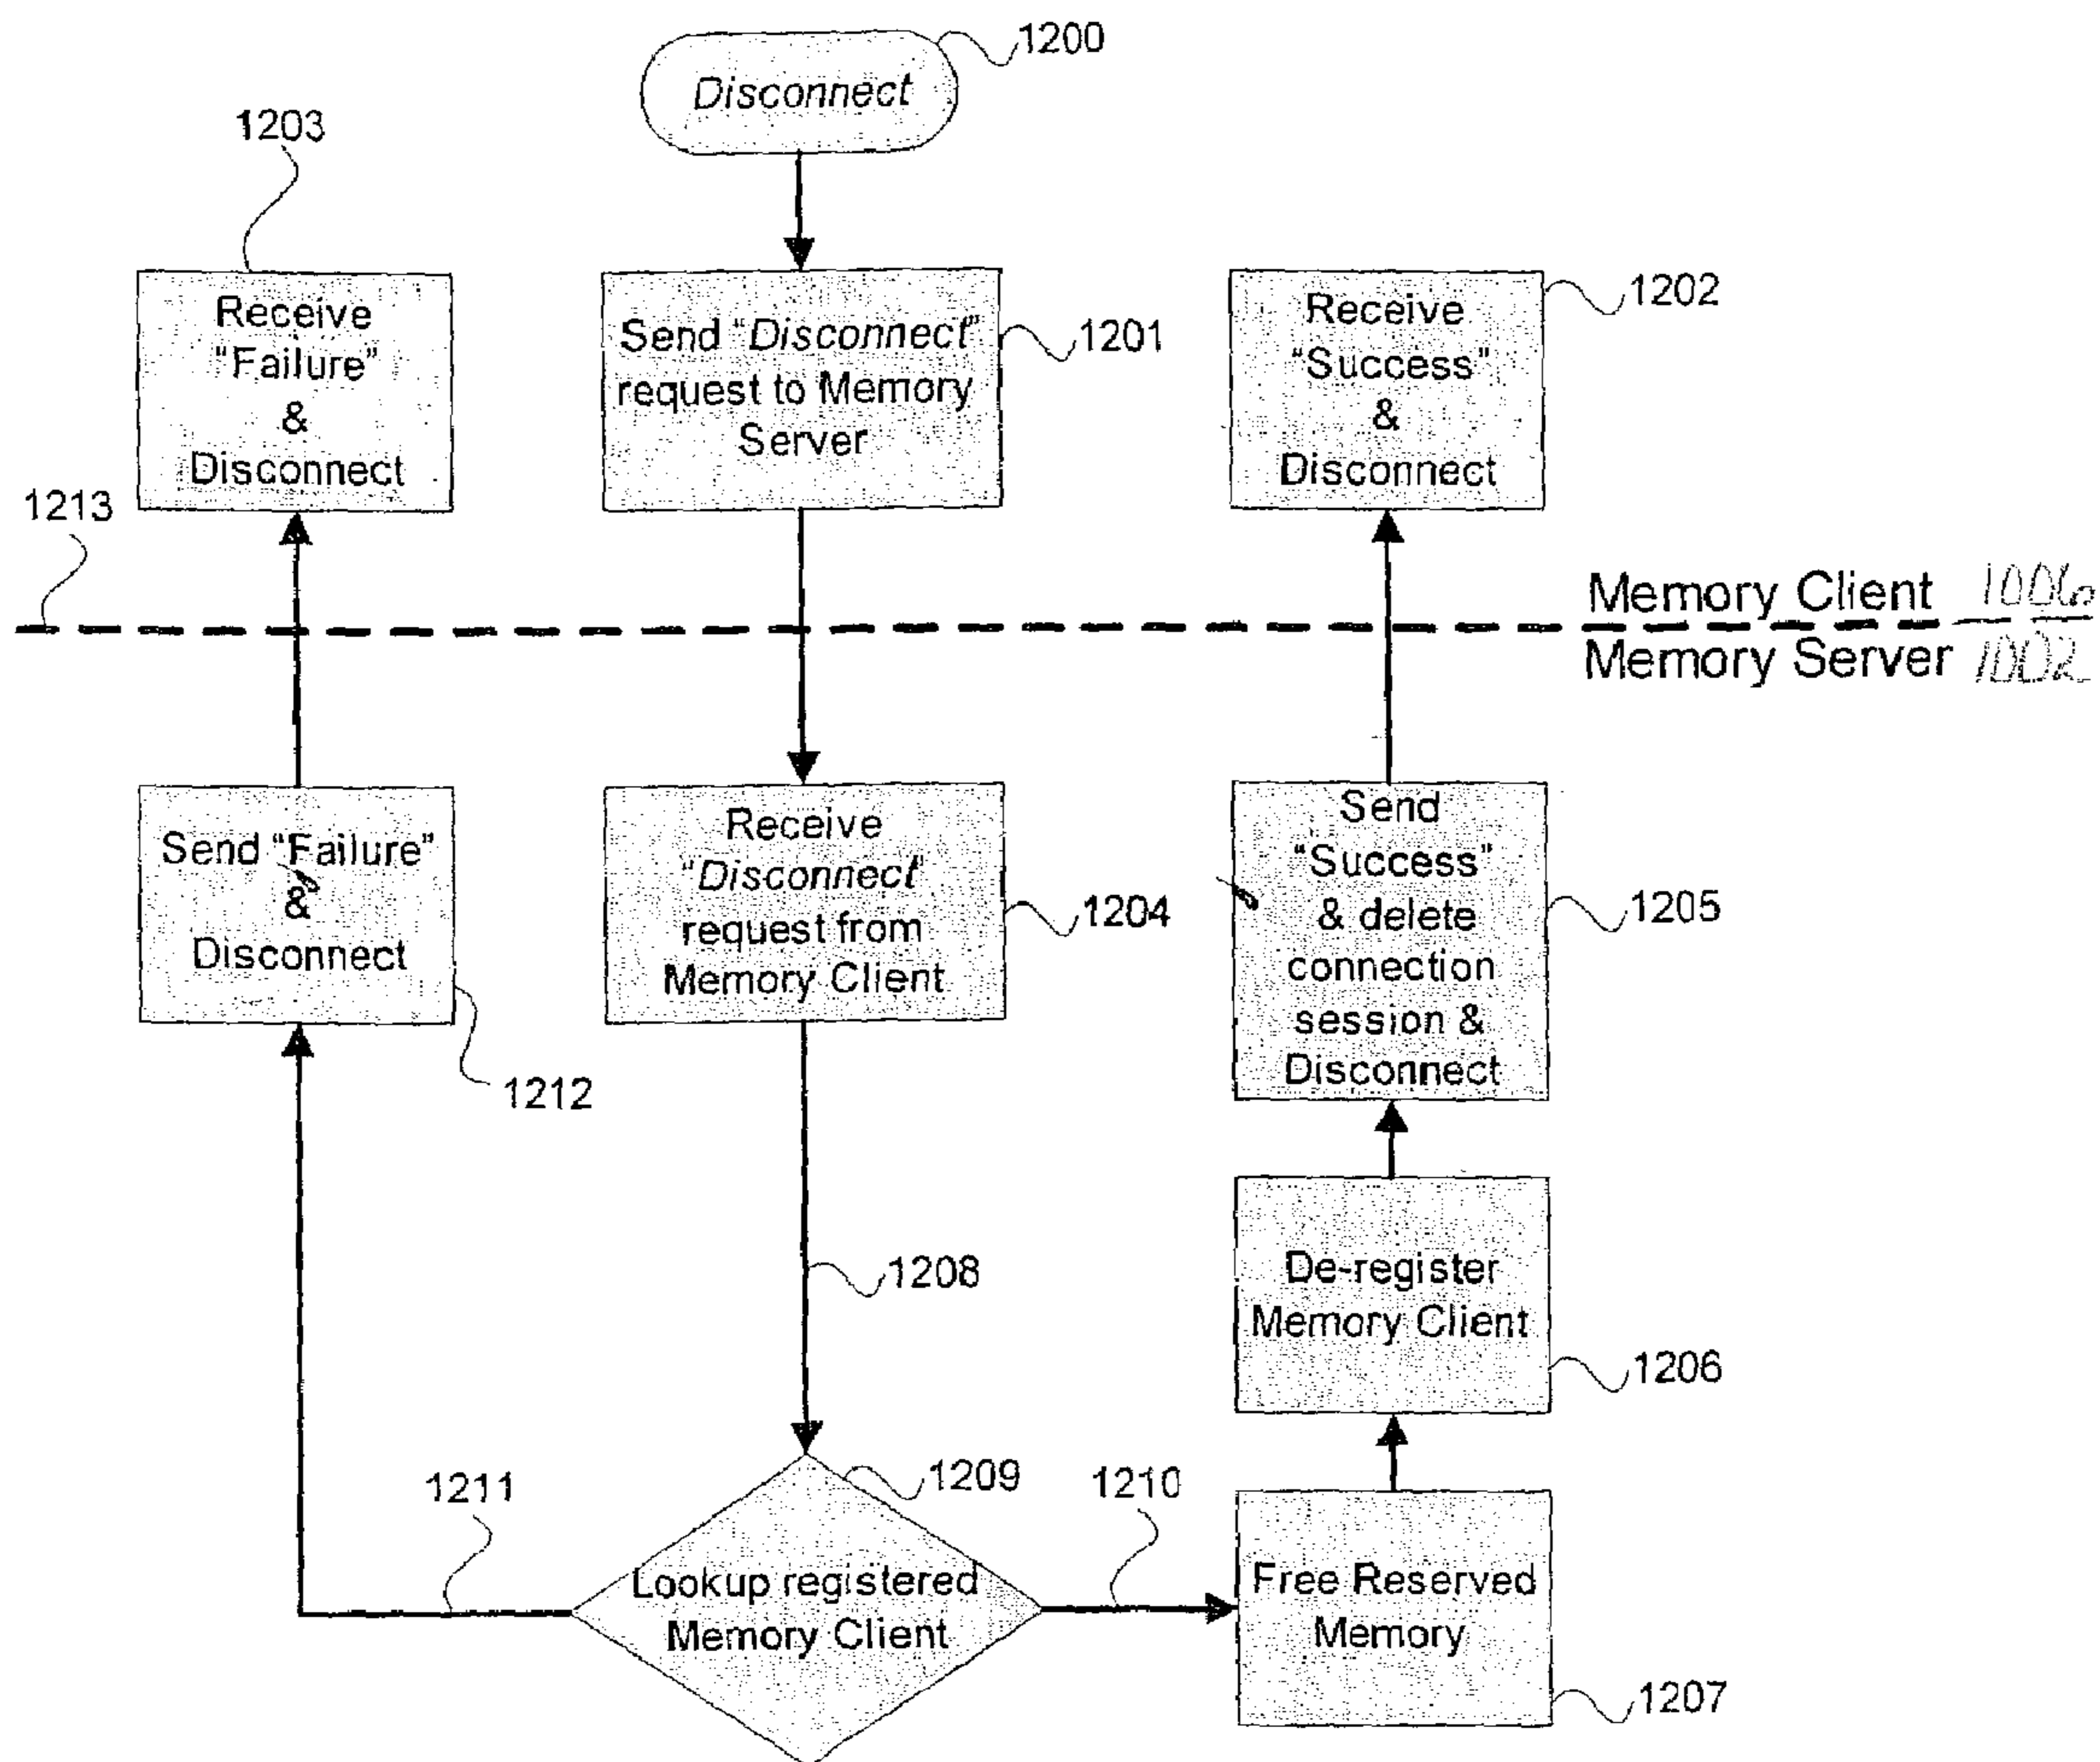 1200
Disconnect
1203
Receive
"Failure"
&
Disconnect
Send "Disconnect"
request to Memory
Server
1201
Receive
"Success"
&
Disconnect
1202
1213
Memory Client
Memory Server 1002
Send "Failure"
&
Disconnect
1212
Receive
"Disconnect"
request from
Memory Client
1204
Send
"Success"
& delete
connection
session &
Disconnect
1205
1208
De-register
Memory Client
1206
1211
1209
Lookup registered
Memory Client
1210
Free Reserved
Memory
1207